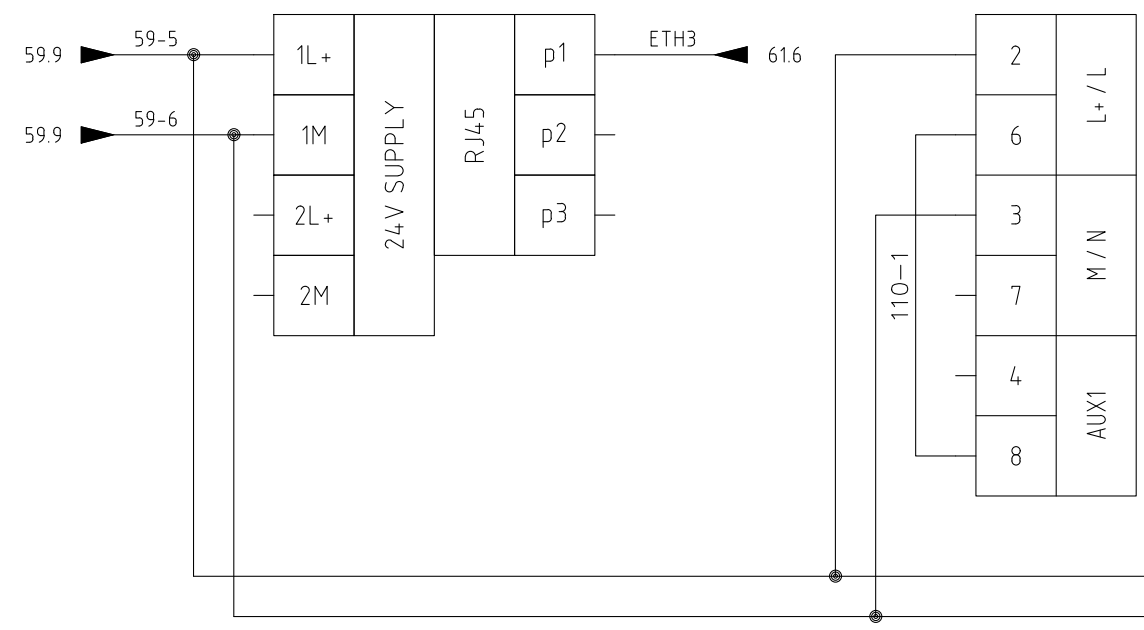 59.9 59-5 1L+ p1 ETH3 61.6 2
59.9 59-6 1M p2 6
24V SUPPLY
RJ45
L+/L
2L+ p3 3
M/N
110-1
2M 7
4
AUX1
8